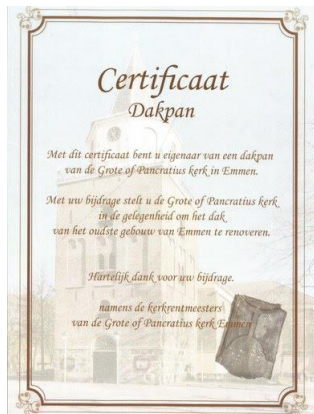 Certificaat
Dakpan
Met dit certificaat bent u eigenaar van een dakpan
van de Grote of Pancratius kerk in Emmen.
Met uw bijdrage stelt u de Grote of Pancratius kerk
in de gelegenheid om het dak
van het oudste gebouw van Emmen te renoveren.
Hartelijk dank voor uw bijdrage.
namens de kerkrentmeesters
van de Grote of Pancratius kerk Emmen